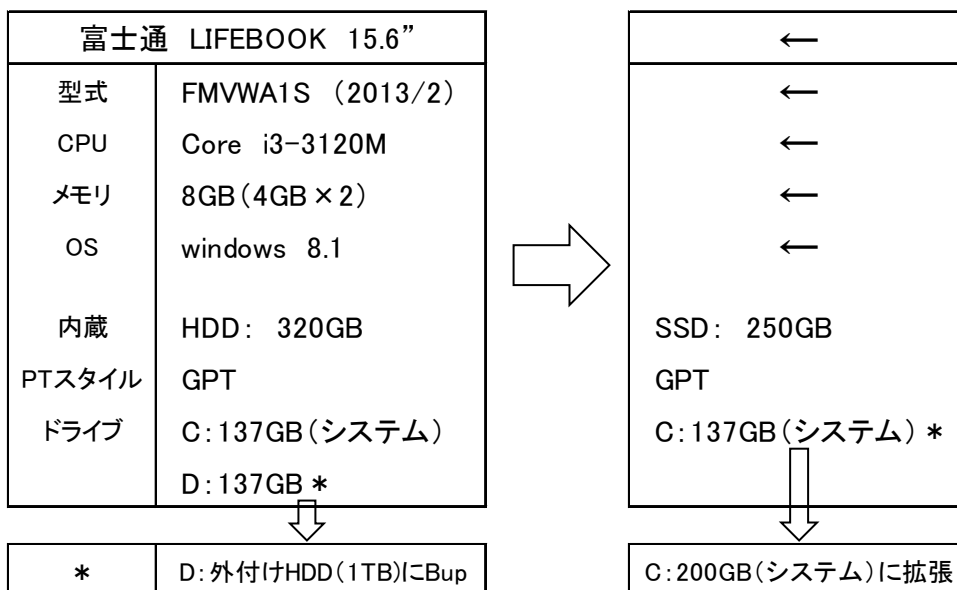 富士通 LIFEBOOK 15.6” ←
型式 FMVWA1S （2013/2） ←
CPU Core i3-3120M ←
メモリ 8GB（4GB×2） ←
OS windows 8.1 ←
内蔵 HDD： 320GB SSD： 250GB
PTスタイル GPT GPT
ドライブ C：137GB（システム） C：137GB（システム）＊
D：137GB＊
＊ D：外付けHDD（1TB）にBup C：200GB（システム）に拡張